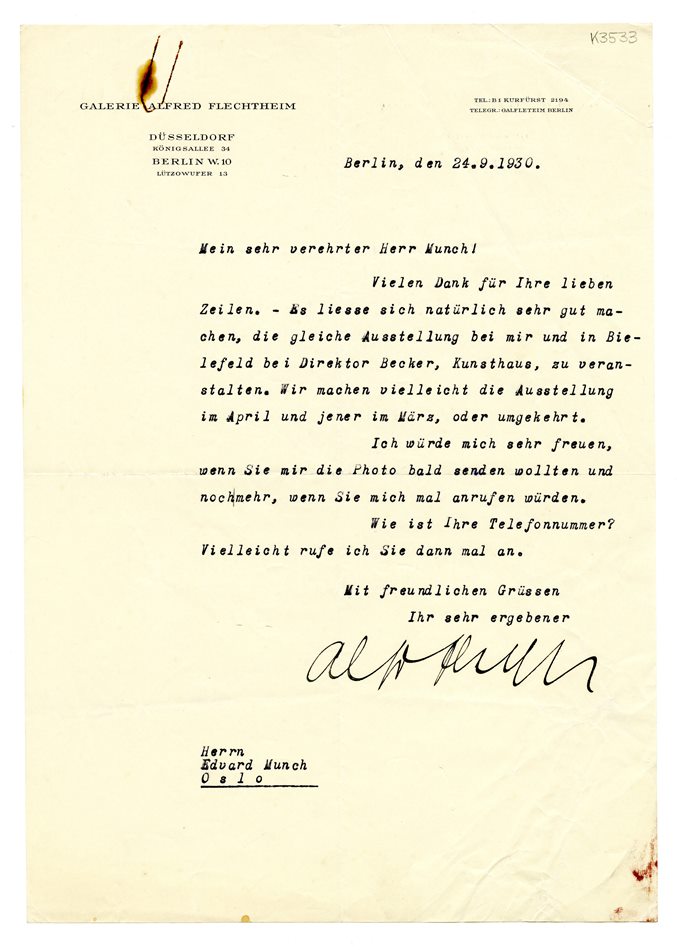 K3533
GALERIE ALFRED FLECHTHEIM
TEL.: B 1 KURFÜRST 2194
TELEGR.: GALFLETEIM BERLIN
DÜSSELDORF
KÖNIGSALLEE 34
BERLIN W. 10
LÜTZOWUFER 13
Berlin, den 24.9.1930.
Mein sehr verehrter Herr Munch!
Vielen Dank für Ihre lieben
Zeilen. - Es liesse sich natürlich sehr gut ma-
chen, die gleiche Ausstellung bei mir und in Bie-
lefeld bei Direktor Becker, Kunsthaus, zu veran-
stalten. Wir machen vielleicht die Ausstellung
im April und jener im März, oder umgekehrt.
Ich würde mich sehr freuen,
wenn Sie mir die Photo bald senden wollten und
noch|mehr, wenn Sie mich mal anrufen würden.
Wie ist Ihre Telefonnummer?
Vielleicht rufe ich Sie dann mal an.
Mit freundlichen Grüssen
Ihr sehr ergebener
Herrn
Edvard Munch
O s l o